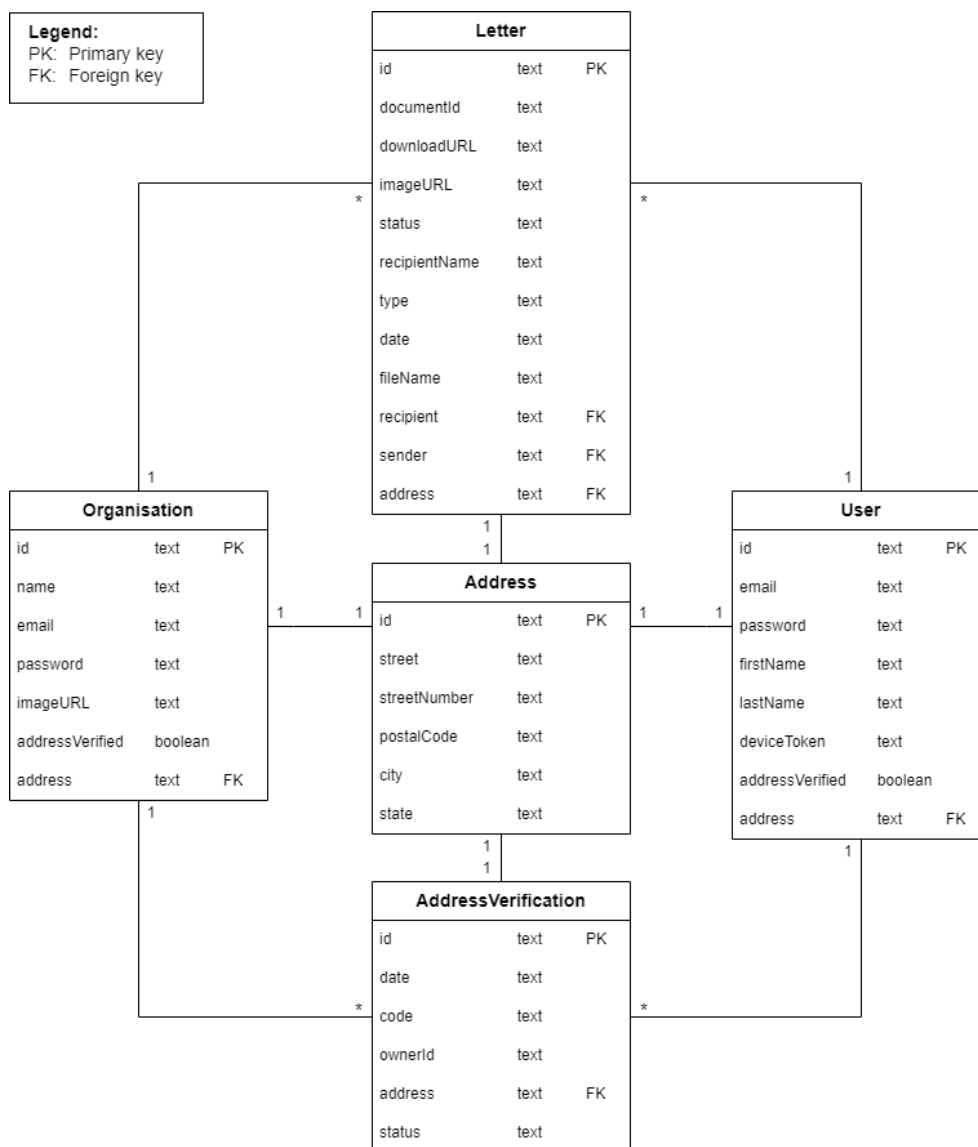 Legend:
PK: Primary key
FK: Foreign key
Letter
id text PK
documentId text
downloadURL text
imageURL text
* *
status text
recipientName text
type text
date text
fileName text
recipient text FK
sender text FK
address text FK
1 1
1
1
Organisation
id text PK
name text
email text
password text
imageURL text
addressVerified boolean
address text FK
1 1
Address
id text PK
street text
streetNumber text
postalCode text
city text
state text
1 1
User
id text PK
email text
password text
firstName text
lastName text
deviceToken text
addressVerified boolean
address text FK
1 1
1
1
AddressVerification
id text PK
date text
code text
* *
ownerId text
address text FK
status text